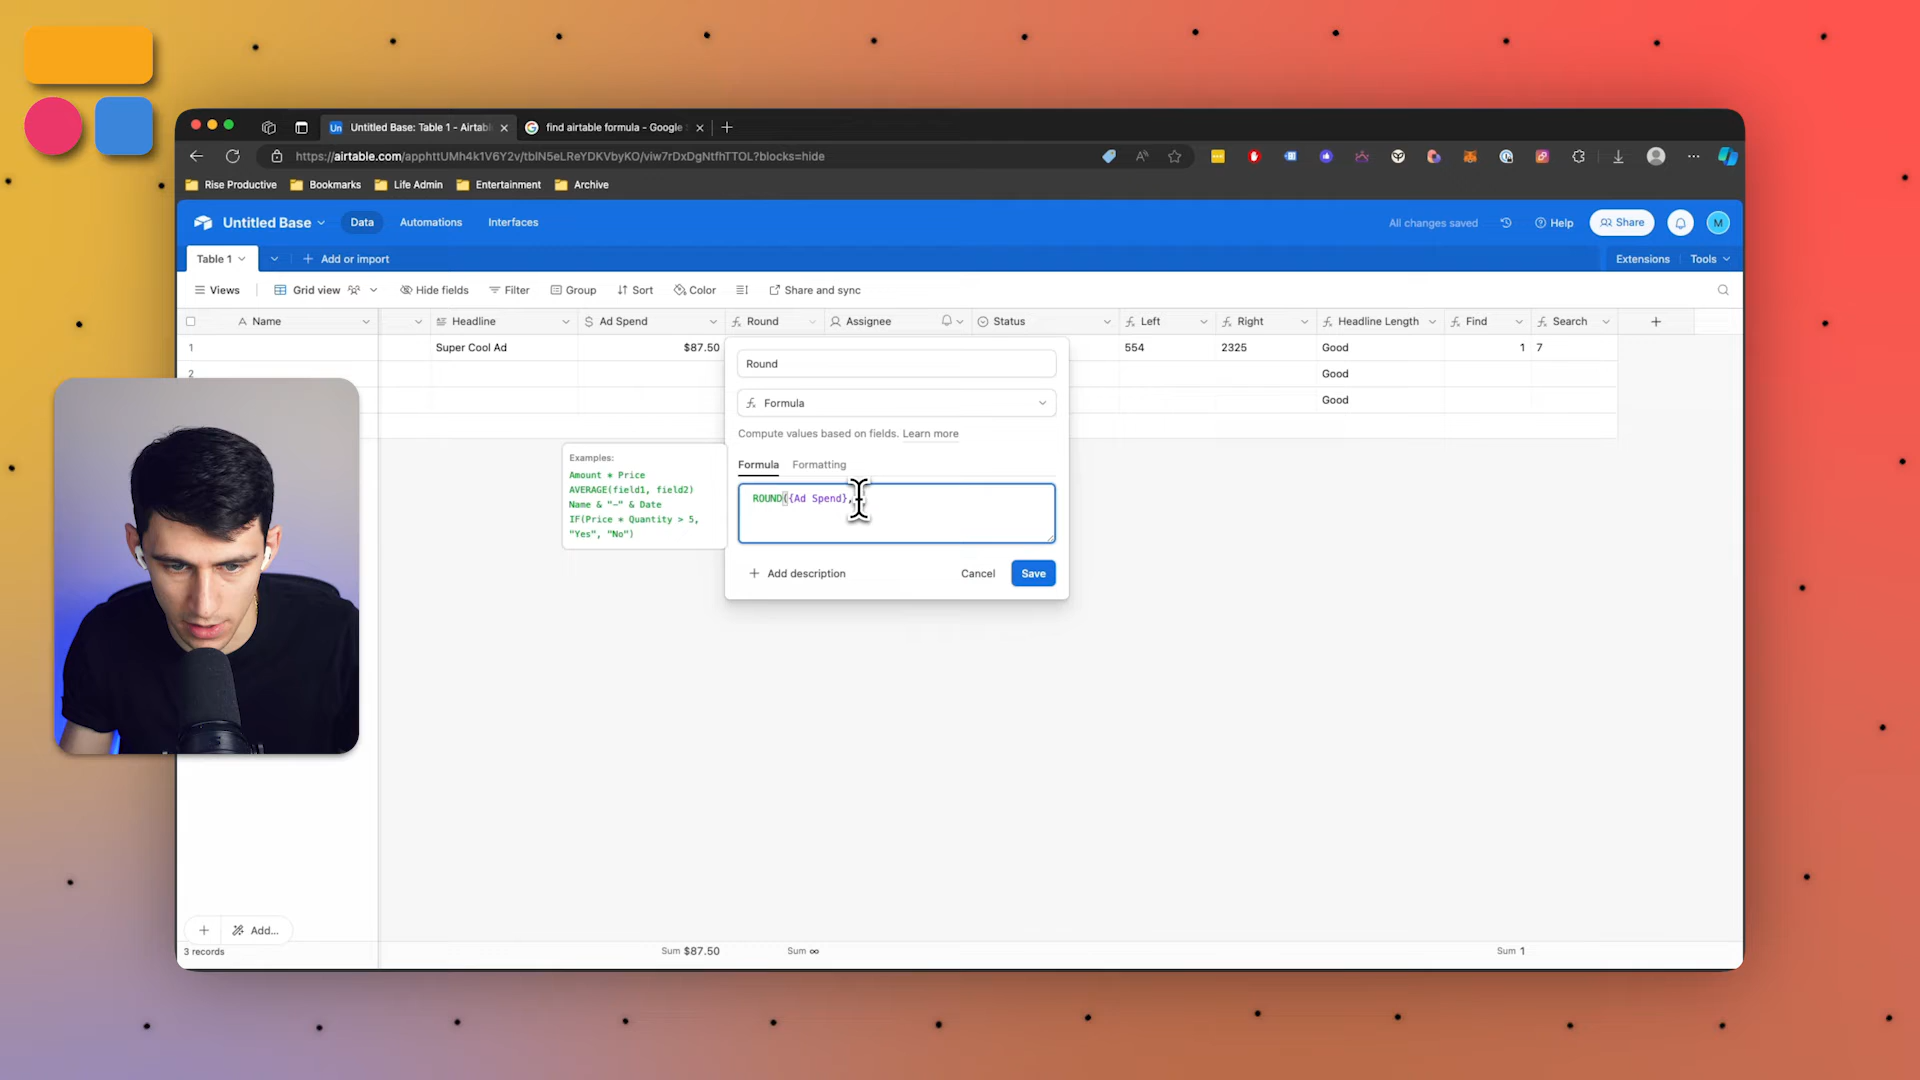 Un Untitled Base: Table 1 - Airtabl
find airtable formula - Google
https://airtable.com/apphttUMh4k1V6Y2v/tblN5eLReYDKVbyKO/viw7rDxDgNtfhTTOL?blocks=hide
Rise Productive Bookmarks Life Admin Entertainment Archive
Untitled Base Data Automations Interfaces All changes saved Help Share M
Table 1 Add or import Extensions Tools
Views Grid view Hide fields Filter Group Sort Color Share and sync
Name Headline Ad Spend Round Assignee Status Left Right Headline Length Find Search
1 Super Cool Ad $87.50 554 2325 Good 1 7
2 Good
Good
Round
Formula
Compute values based on fields. Learn more
Formula Formatting
ROUND({Ad Spend},
Examples:
Amount * Price
AVERAGE(field1, field2)
Name & "-" & Date
IF(Price * Quantity > 5,
"Yes", "No")
Add description Cancel Save
Add...
3 records Sum $87.50 Sum ∞ Sum 1